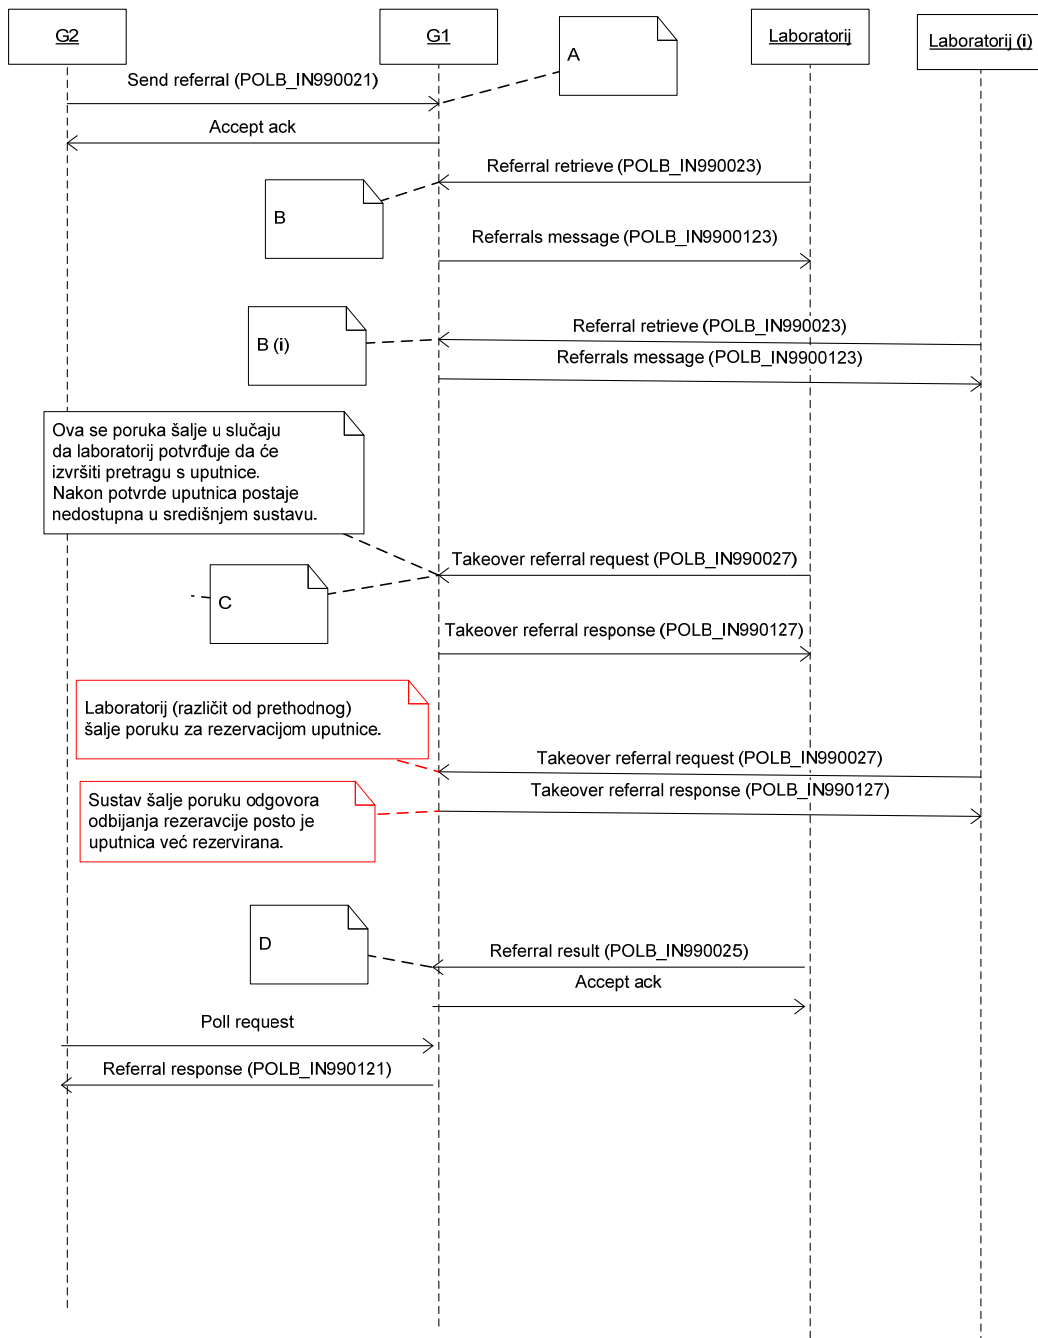 G2
G1
Laboratorij
Laboratorij (i)
A
Send referral (POLB_IN990021)
Accept ack
Referral retrieve (POLB_IN990023)
B
Referrals message (POLB_IN9900123)
Referral retrieve (POLB_IN990023)
B (i)
Referrals message (POLB_IN9900123)
Ova se poruka šalje u slučaju
da laboratorij potvrđuje da će
izvršiti pretragu s uputnice.
Nakon potvrde uputnica postaje
nedostupna u središnjem sustavu.
Takeover referral request (POLB_IN990027)
C
Takeover referral response (POLB_IN990127)
Laboratorij (različit od prethodnog)
šalje poruku za rezervacijom uputnice.
Takeover referral request (POLB_IN990027)
Takeover referral response (POLB_IN990127)
Sustav šalje poruku odgovora
odbijanja rezeravcije posto je
uputnica već rezervirana.
D
Referral result (POLB_IN990025)
Accept ack
Poll request
Referral response (POLB_IN990121)